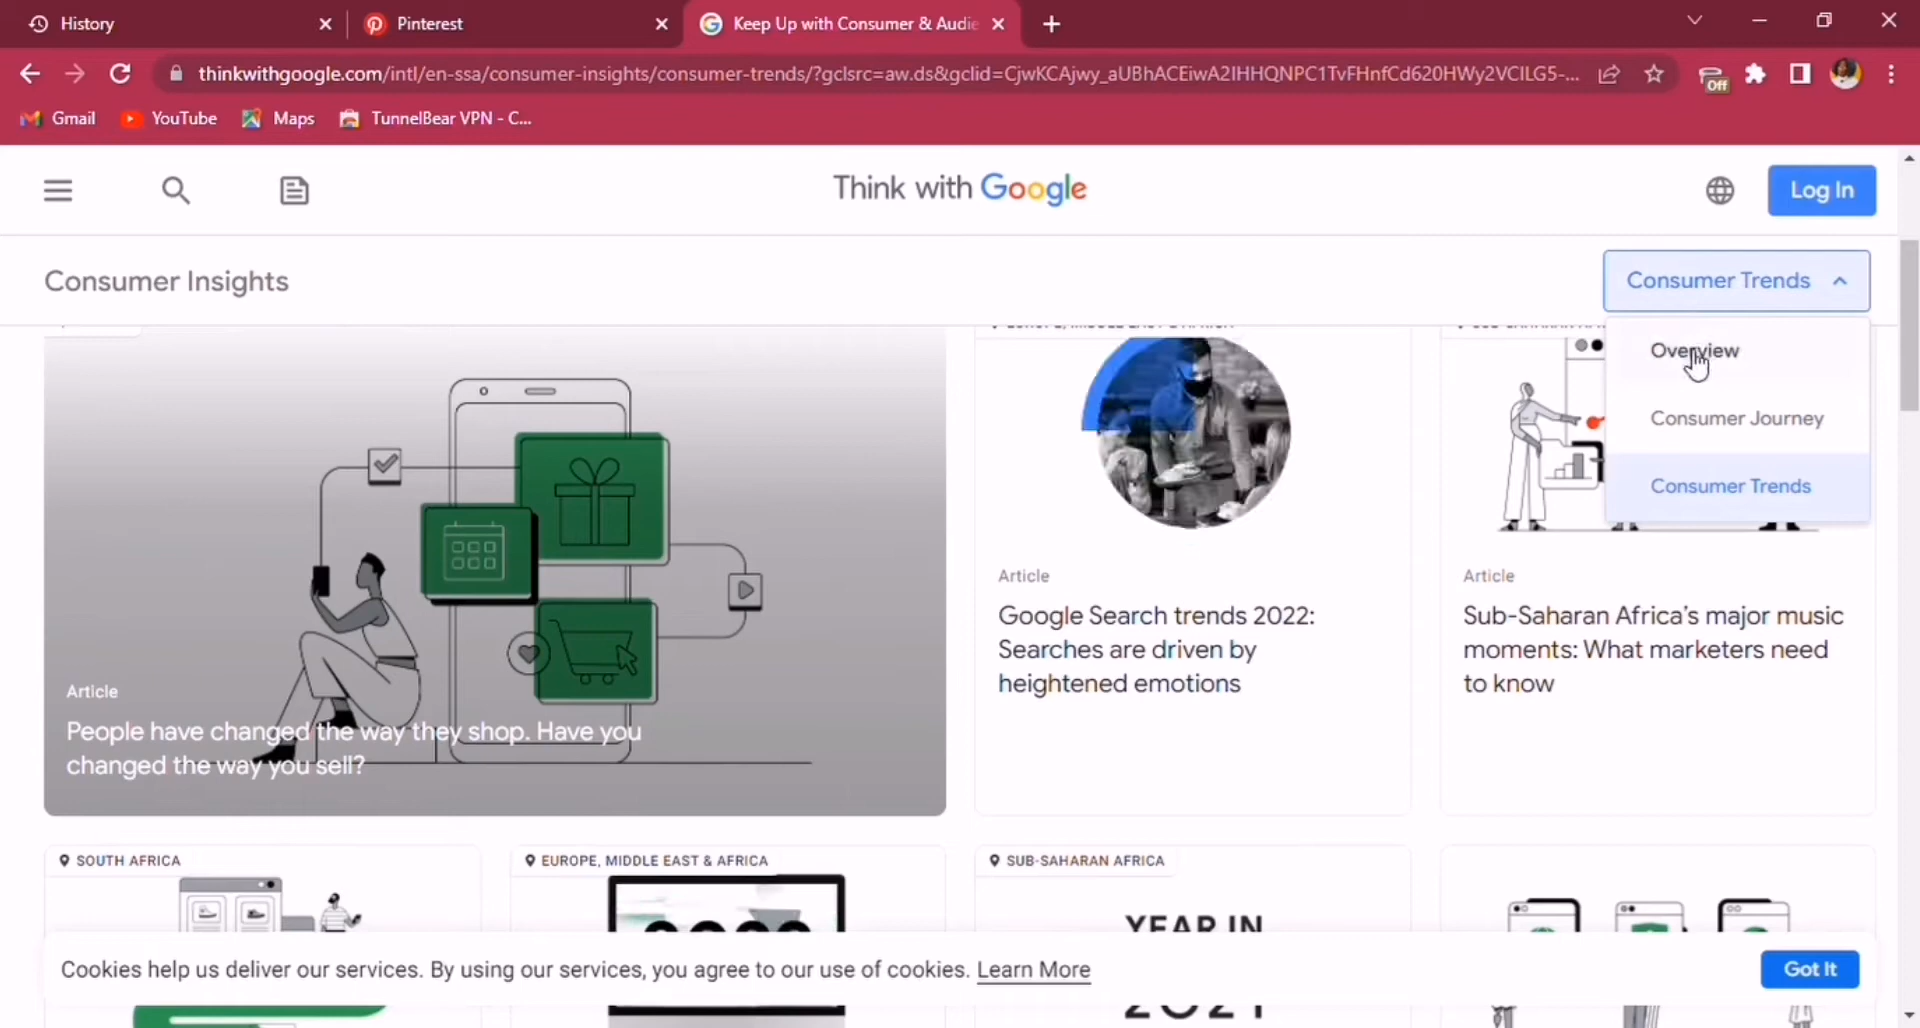 History
Pinterest
Keep Up with Consumer & Audie
thinkwithgoogle.com/intl/en-ssa/consumer-insights/consumer-trends/?gclsrc=aw.ds&gclid=CjwKCAjwy_aUBhACEiwA2IHHQNPC1TvFHnfCd620HWy2VCILG5-...
Off
Gmail
YouTube
Maps
TunnelBear VPN - C...
Think with Google
Log In
Consumer Insights
Consumer Trends
Overview
Consumer Journey
Consumer Trends
Article
People have changed the way they shop. Have you
changed the way you sell?
Article
Google Search trends 2022:
Searches are driven by
heightened emotions
Article
Sub-Saharan Africa's major music
moments: What marketers need
to know
SOUTH AFRICA
EUROPE, MIDDLE EAST & AFRICA
SUB-SAHARAN AFRICA
YEAR IN
2021
Cookies help us deliver our services. By using our services, you agree to our use of cookies. Learn More
Got It